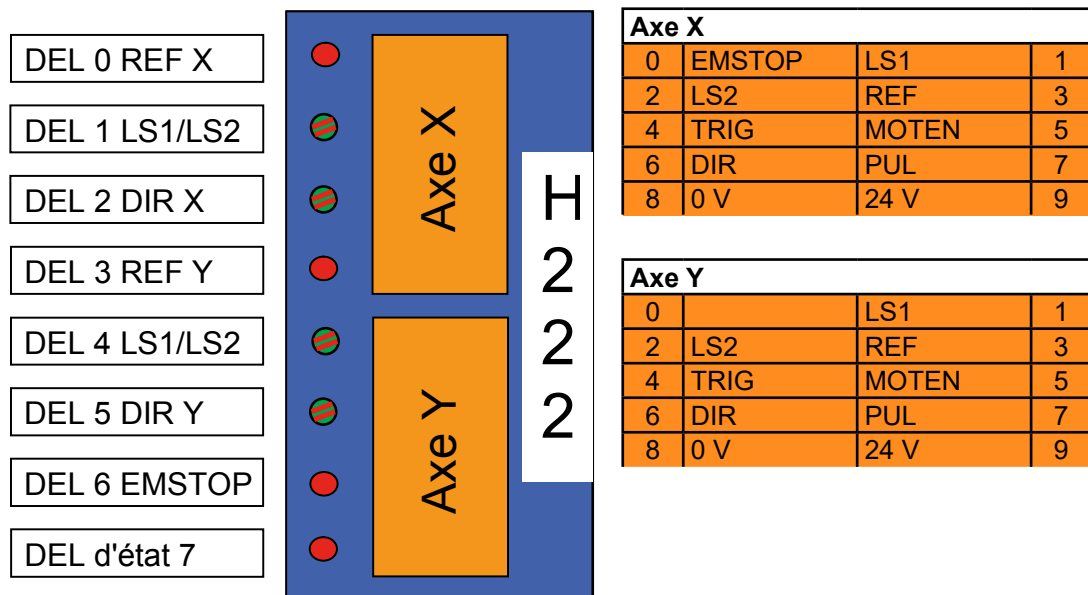 DEL 0 REF X
DEL 1 LS1/LS2
DEL 2 DIR X
DEL 3 REF Y
DEL 4 LS1/LS2
DEL 5 DIR Y
DEL 6 EMSTOP
DEL d'état 7
Axe X
Axe Y
H
2
2
2
Axe X
0 EMSTOP LS1 1
2 LS2 REF 3
4 TRIG MOTEN 5
6 DIR PUL 7
8 0 V 24 V 9
Axe Y
0 LS1 1
2 LS2 REF 3
4 TRIG MOTEN 5
6 DIR PUL 7
8 0 V 24 V 9